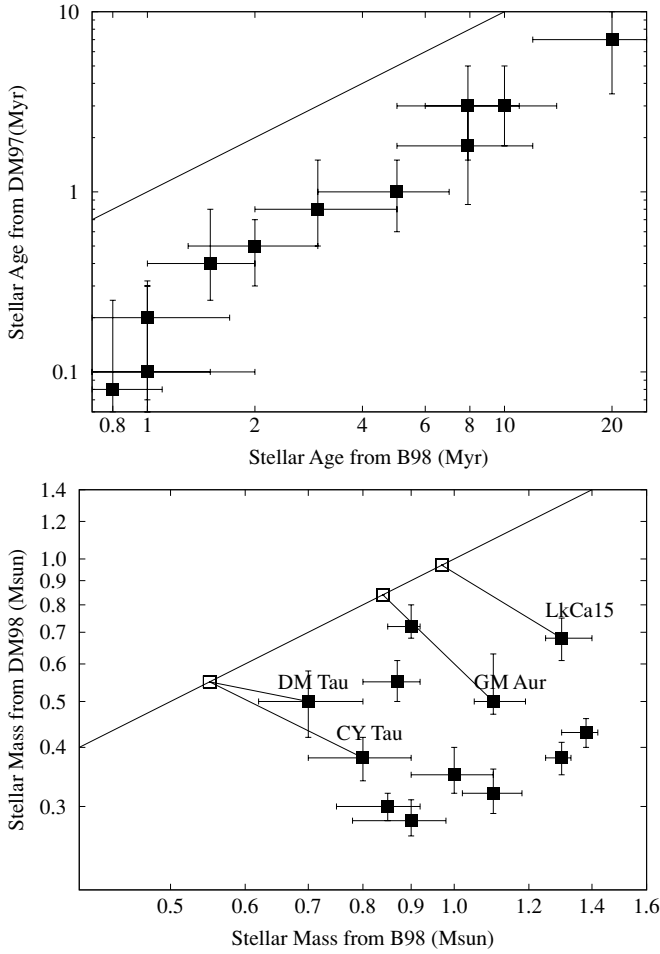 10
1
0.1
Stellar Age from DM97(Myr)
0.8 1 2 4 6 8 10 20
Stellar Age from B98 (Myr)
1.4
1.2
1.0
0.9
0.8
0.7
0.6
0.5
0.4
0.3
Stellar Mass from DM98 (Msun)
LkCa15
DM Tau
GM Aur
CY Tau
0.5 0.6 0.7 0.8 0.9 1.0 1.2 1.4 1.6
Stellar Mass from B98 (Msun)